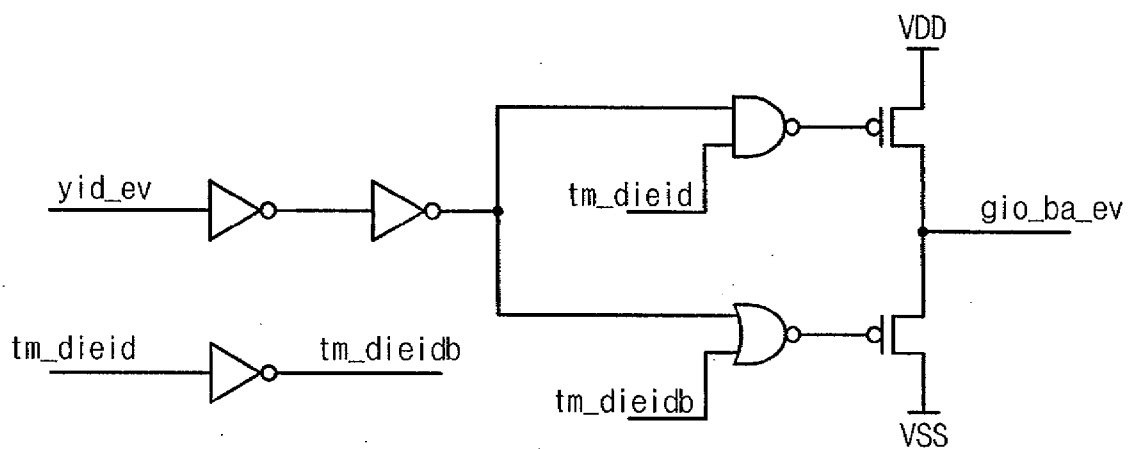 VDD
yid_ev
tm_dieid
gio_ba_ev
tm_dieid
tm_dieidb
tm_dieidb
VSS